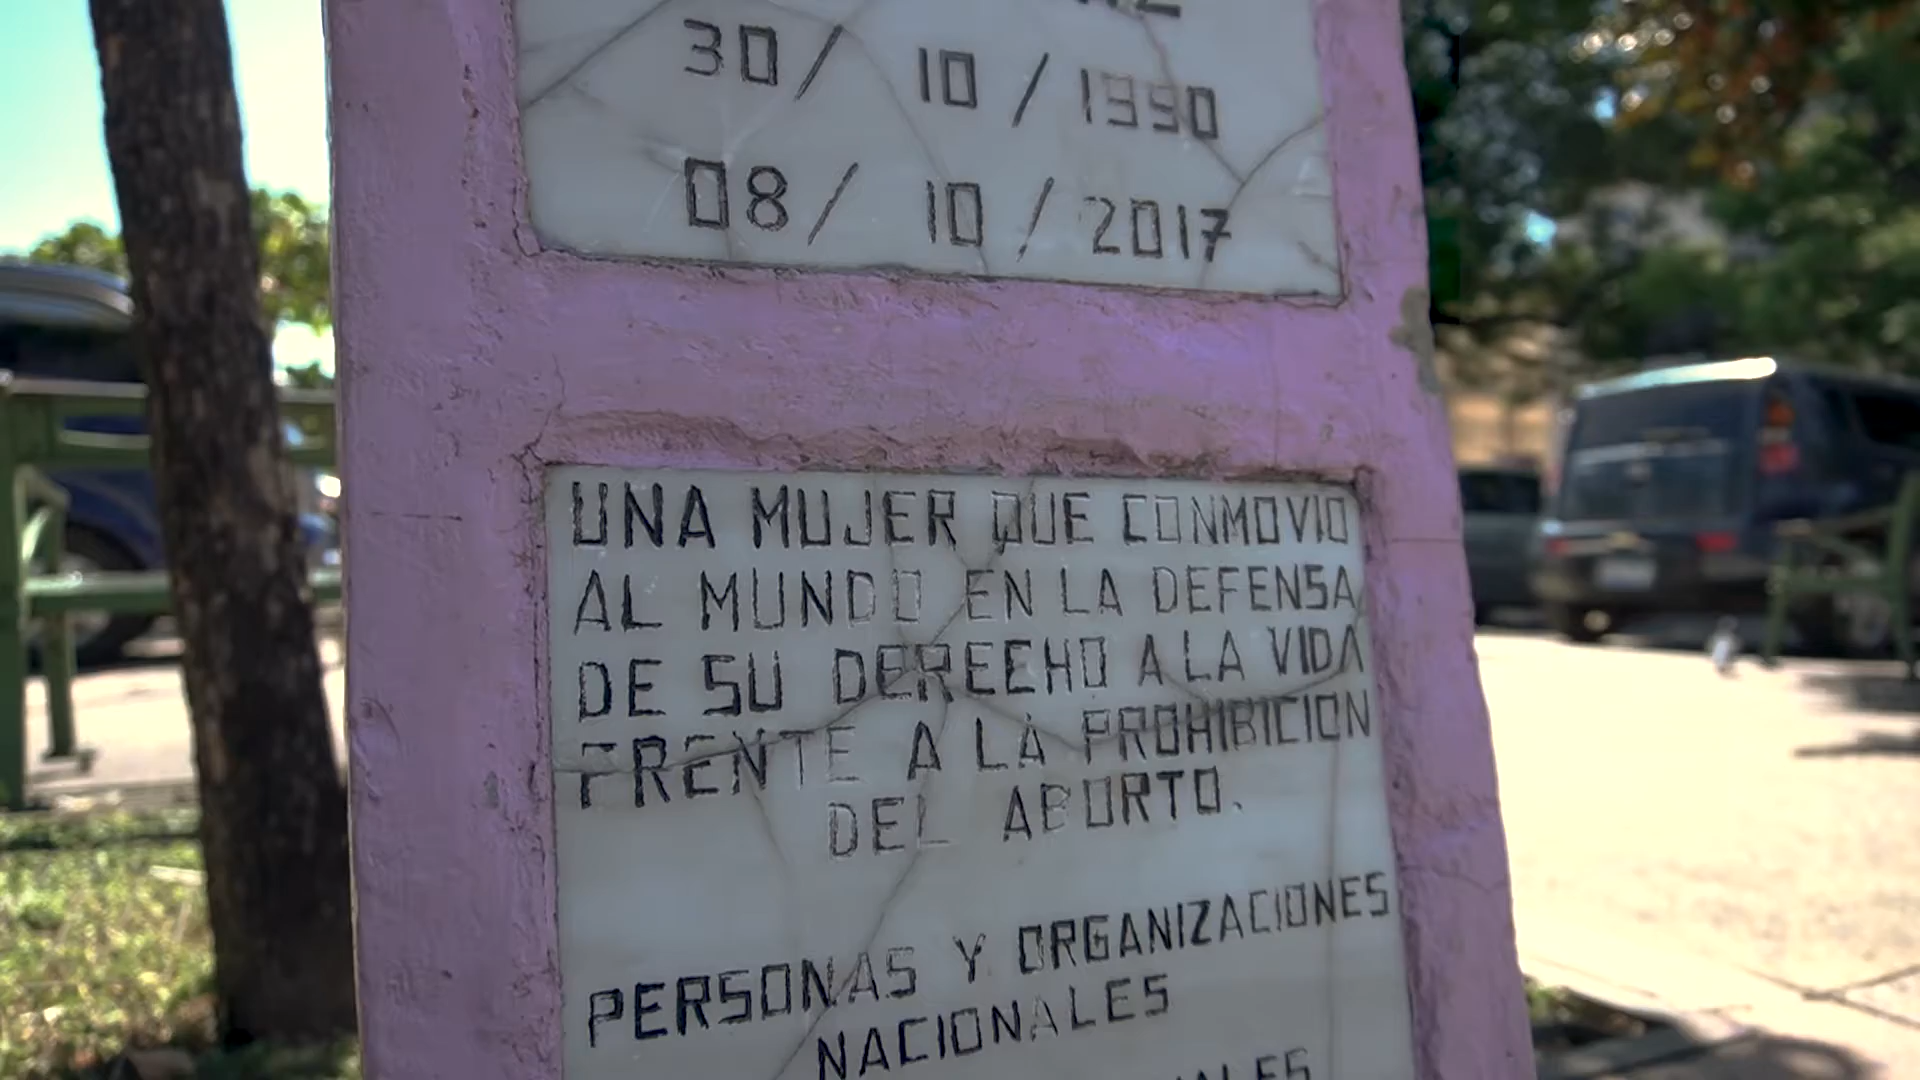 30/ 10/1990
08/ 10/2017
UNA MUJER QUE CONMOVIO
AL MUNDO EN LA DEFENSA
DE SU DERECHO A LA VIDA
FRENTE A LA PROHIBICION
DEL ABORTO.
PERSONAS Y ORGANIZACIONES
NACIONALES